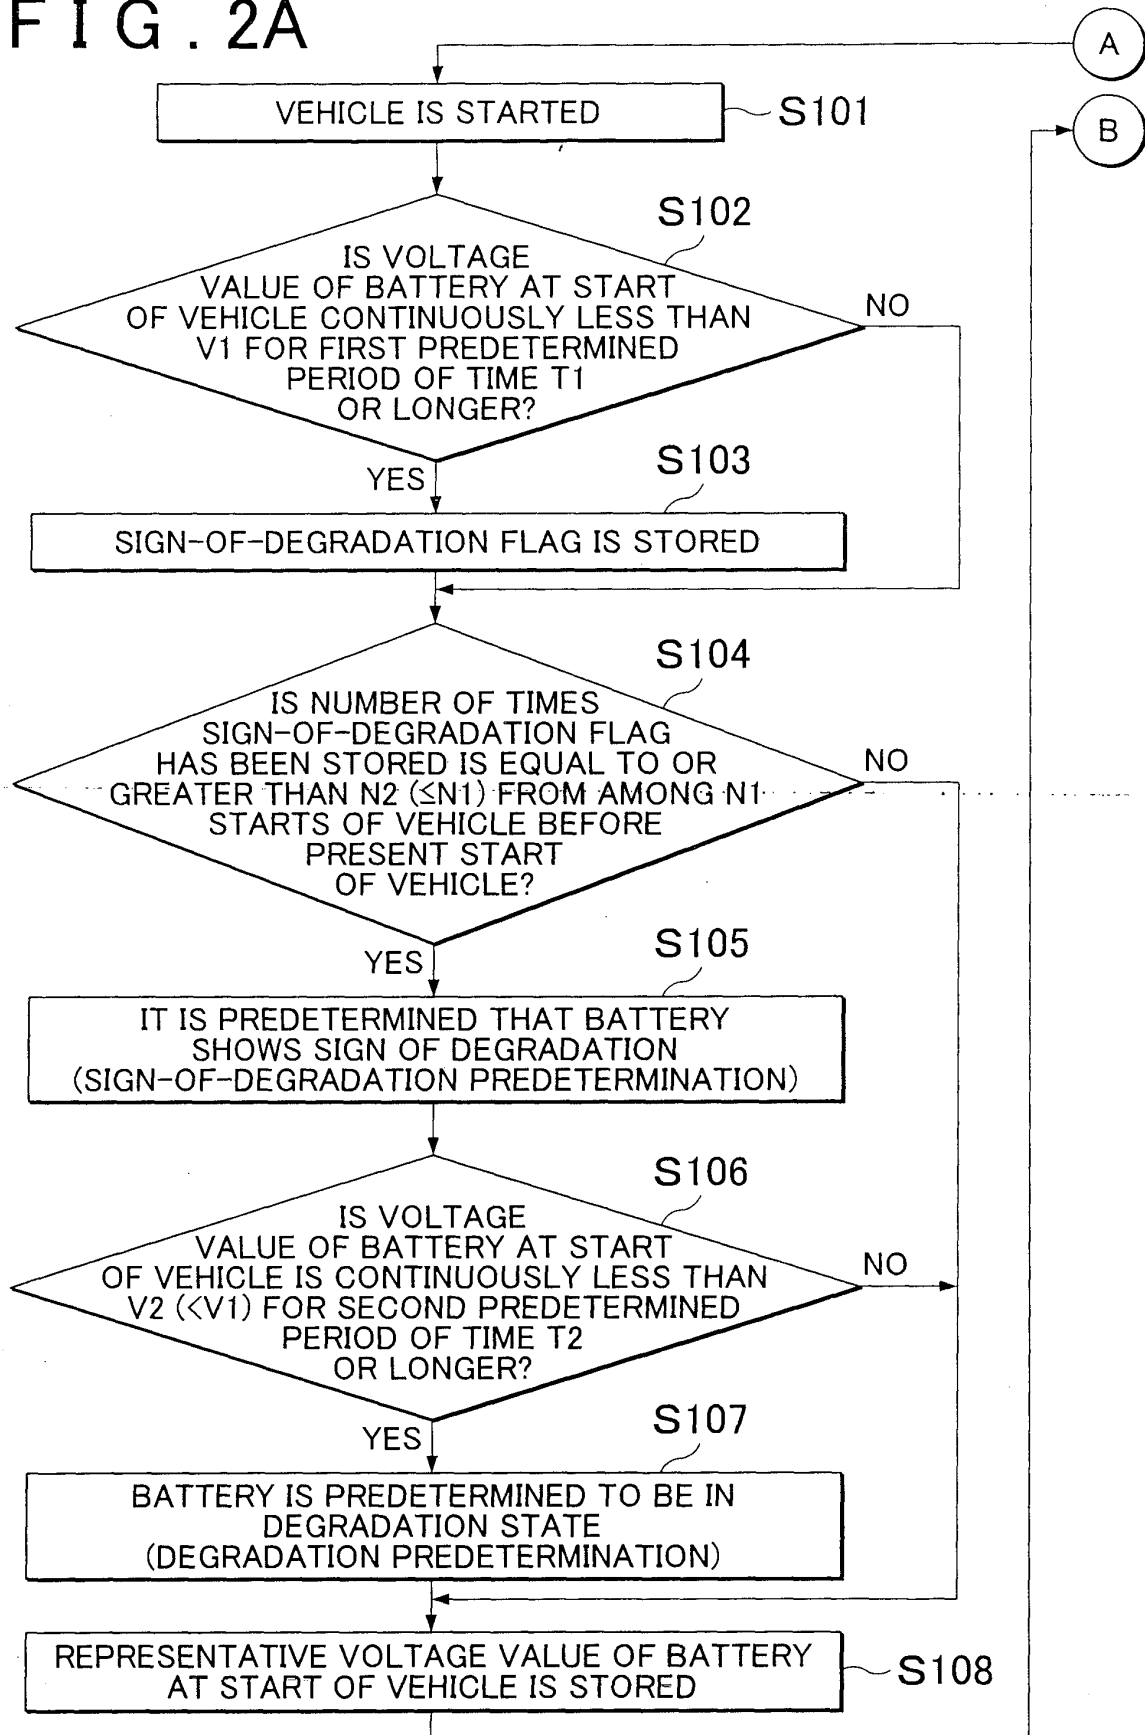 FIG. 2A
A
VEHICLE IS STARTED
S101
B
S102
IS VOLTAGE
VALUE OF BATTERY AT START
OF VEHICLE CONTINUOUSLY LESS THAN
V1 FOR FIRST PREDETERMINED
PERIOD OF TIME T1
OR LONGER?
NO
YES
S103
SIGN-OF-DEGRADATION FLAG IS STORED
S104
IS NUMBER OF TIMES
SIGN-OF-DEGRADATION FLAG
HAS BEEN STORED IS EQUAL TO OR
GREATER THAN N2 (≤N1) FROM AMONG N1
STARTS OF VEHICLE BEFORE
PRESENT START
OF VEHICLE?
NO
YES
S105
IT IS PREDETERMINED THAT BATTERY
SHOWS SIGN OF DEGRADATION
(SIGN-OF-DEGRADATION PREDETERMINATION)
S106
IS VOLTAGE
VALUE OF BATTERY AT START
OF VEHICLE IS CONTINUOUSLY LESS THAN
V2 (<V1) FOR SECOND PREDETERMINED
PERIOD OF TIME T2
OR LONGER?
NO
YES
S107
BATTERY IS PREDETERMINED TO BE IN
DEGRADATION STATE
(DEGRADATION PREDETERMINATION)
REPRESENTATIVE VOLTAGE VALUE OF BATTERY
AT START OF VEHICLE IS STORED
S108